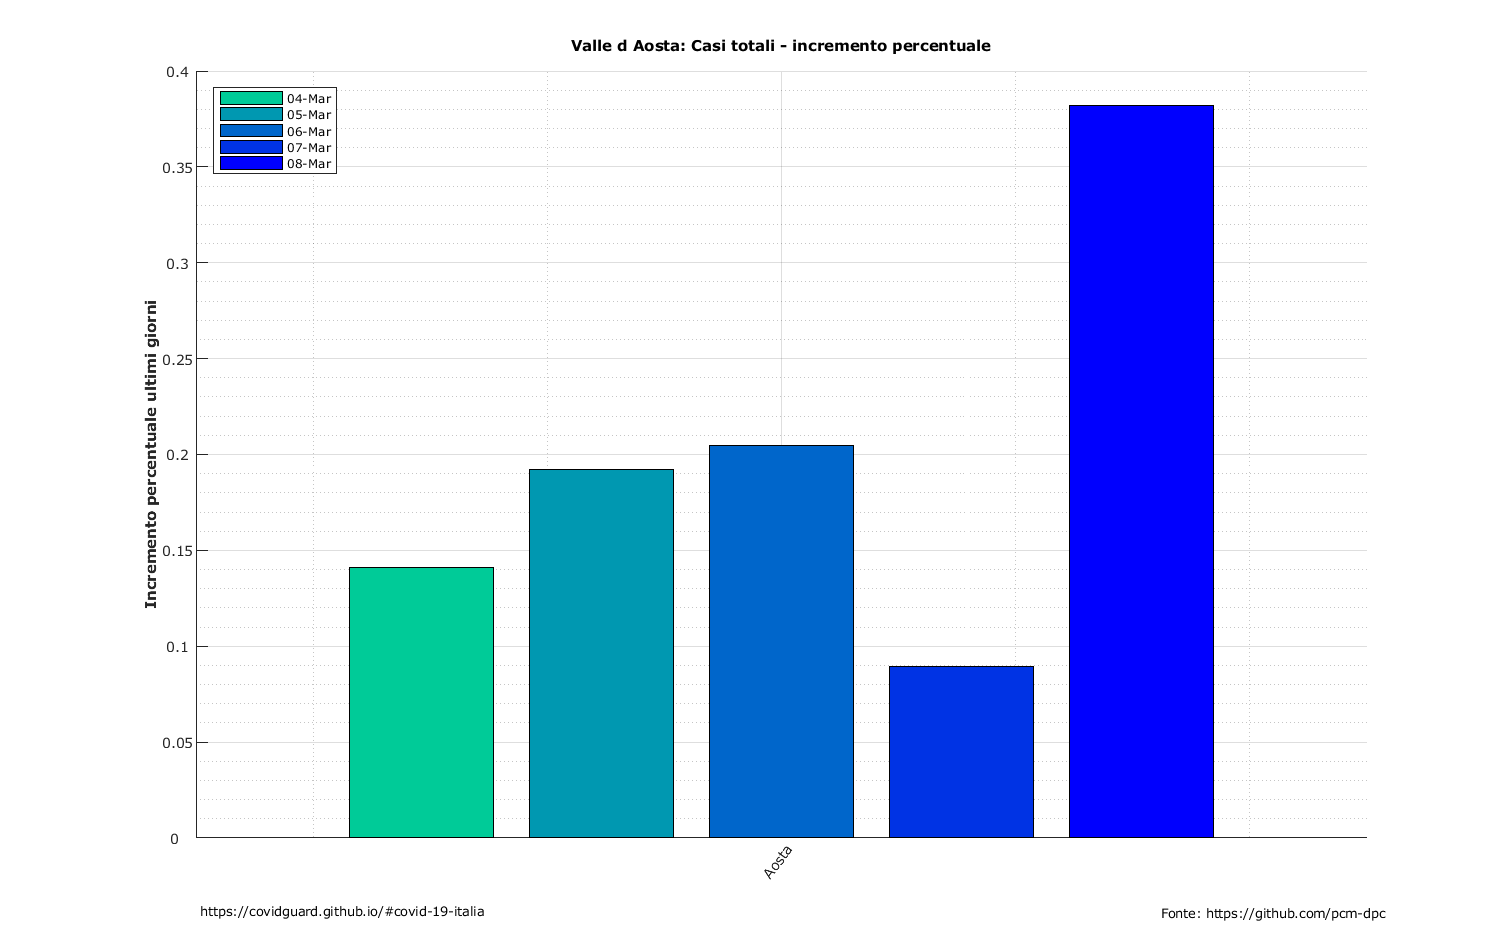 Valle d Aosta: Casi totali - incremento percentuale
0.4
0.35
0.3
0.25
0.2
0.15
0.1
0.05
0
Incremento percentuale ultimi giorni
04-Mar
05-Mar
06-Mar
07-Mar
08-Mar
Aosta
https://covidguard.github.io/#covid-19-italia
Fonte: https://github.com/pcm-dpc